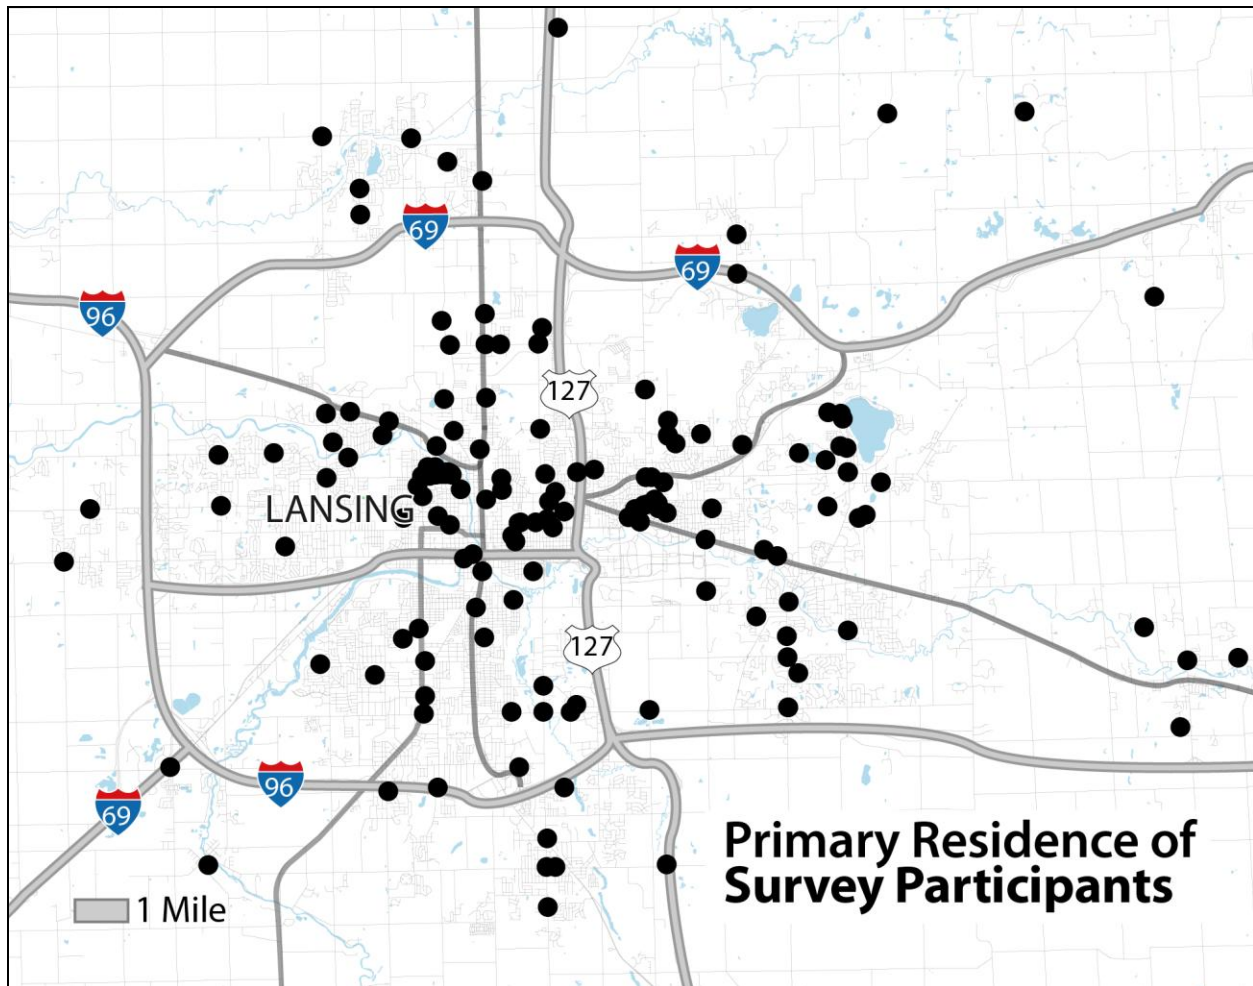 69
69
96
127
LANSING
127
96
69
Primary Residence of
Survey Participants
1 Mile